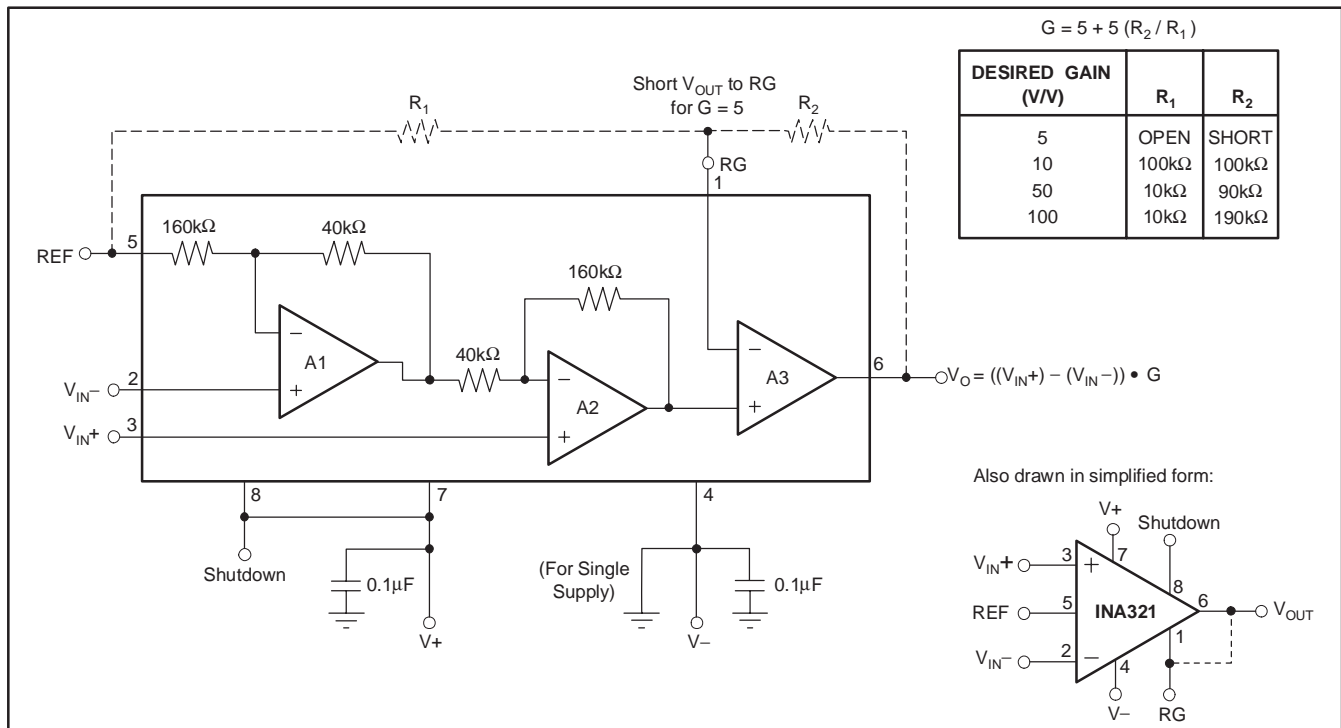 G = 5 + 5 (R2 / R1)
DESIRED GAIN (V/V) R1 R2
5 OPEN SHORT
10 100kΩ 100kΩ
50 10kΩ 90kΩ
100 10kΩ 190kΩ
Short VOUT to RG
for G = 5
R1
R2
RG
1
160kΩ
40kΩ
REF
5
160kΩ
−
A1
+
40kΩ
−
A2
+
−
A3
+
6
VO = ((VIN+) − (VIN−)) • G
2
VIN−
3
VIN+
8
7
4
Shutdown
0.1µF
V+
(For Single
Supply)
0.1µF
V−
Also drawn in simplified form:
V+
Shutdown
7
8
VIN+ 3 +
REF 5
INA321
6
VOUT
VIN− 2 −
1
4
V−
RG